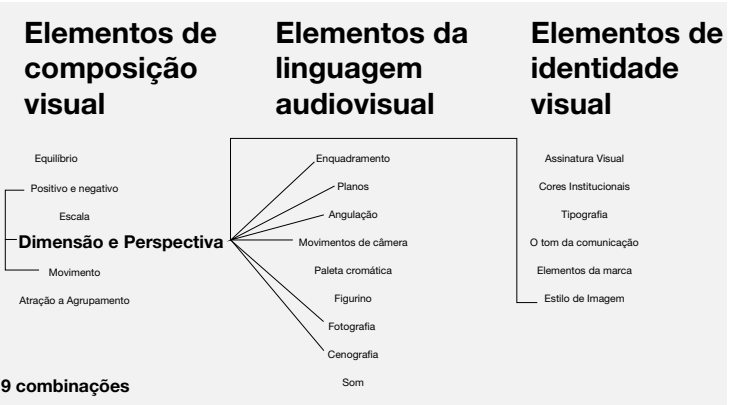 Elementos de
composição
visual
Equilíbrio
Positivo e negativo
Escala
Dimensão e Perspectiva
Movimento
Atração a Agrupamento
9 combinações
Elementos da
linguagem
audiovisual
Enquadramento
Planos
Angulação
Movimentos de câmera
Paleta cromática
Figurino
Fotografia
Cenografia
Som
Elementos de
identidade
visual
Assinatura Visual
Cores Institucionais
Tipografia
O tom da comunicação
Elementos da marca
Estilo de Imagem